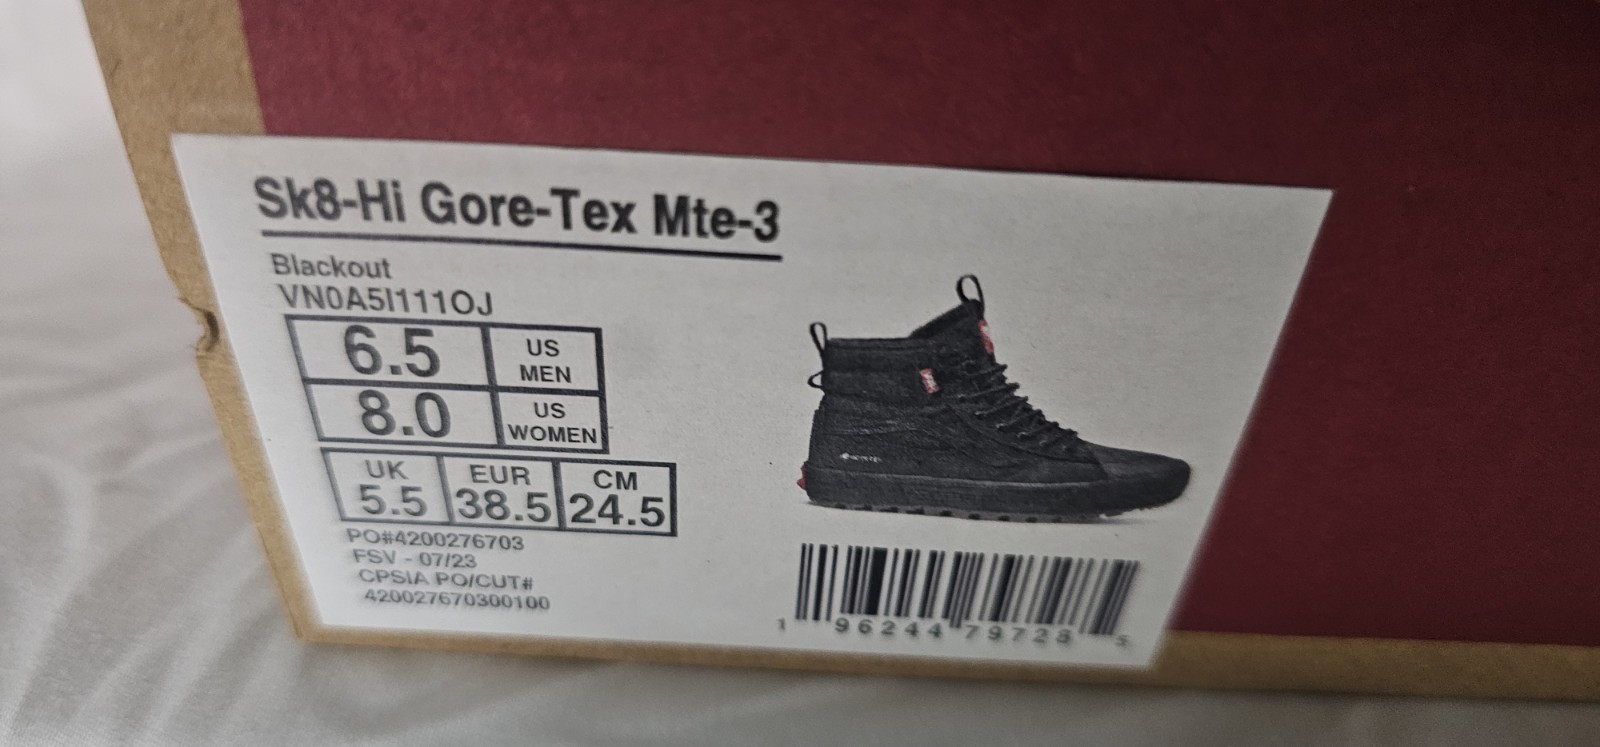 Sk8-Hi Gore-Tex Mte-3
Blackout
VN0A5I111OJ
6.5 US MEN
8.0 US WOMEN
UK EUR CM
5.5 38.5 24.5
PO#4200276703
FSV - 07/23
CPSIA PO/CUT#
420027670300100
1 96244 79728 5